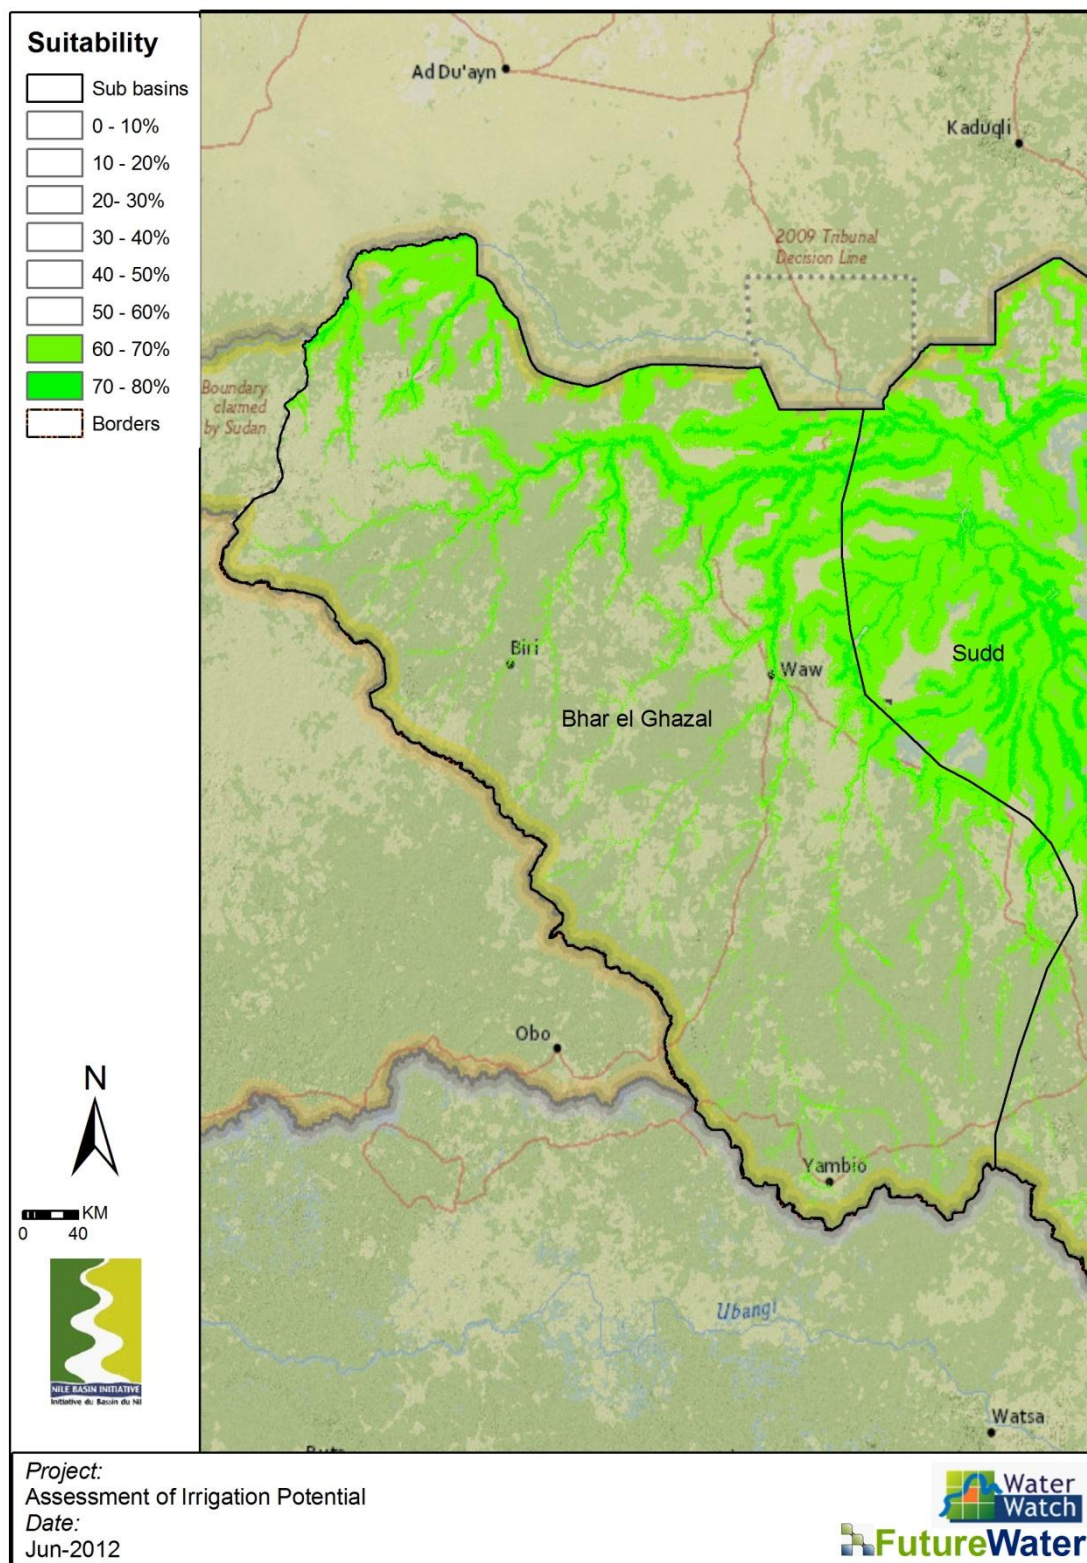 Suitability
Sub basins
0 - 10%
10 - 20%
20- 30%
30 - 40%
40 - 50%
50 - 60%
60 - 70%
70 - 80%
Borders
Ad Du'ayn
Kaduqli
2009 Tribunal
Decision Line
Boundary
claimed
by Sudan
Biri
Waw
Sudd
Bhar el Ghazal
Obo
Yambio
Ubangi
Watsa
N
KM
0 40
NILE BASIN INITIATIVE
Initiative du Bassin du Nil
Project:
Assessment of Irrigation Potential
Date:
Jun-2012
Water
Watch
FutureWater